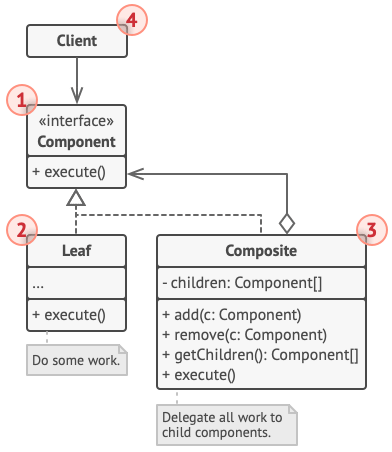 4
Client
1
«interface»
Component
+ execute()
2
Leaf
...
+ execute()
Do some work.
3
Composite
- children: Component[]
+ add(c: Component)
+ remove(c: Component)
+ getChildren(): Component[]
+ execute()
Delegate all work to
child components.